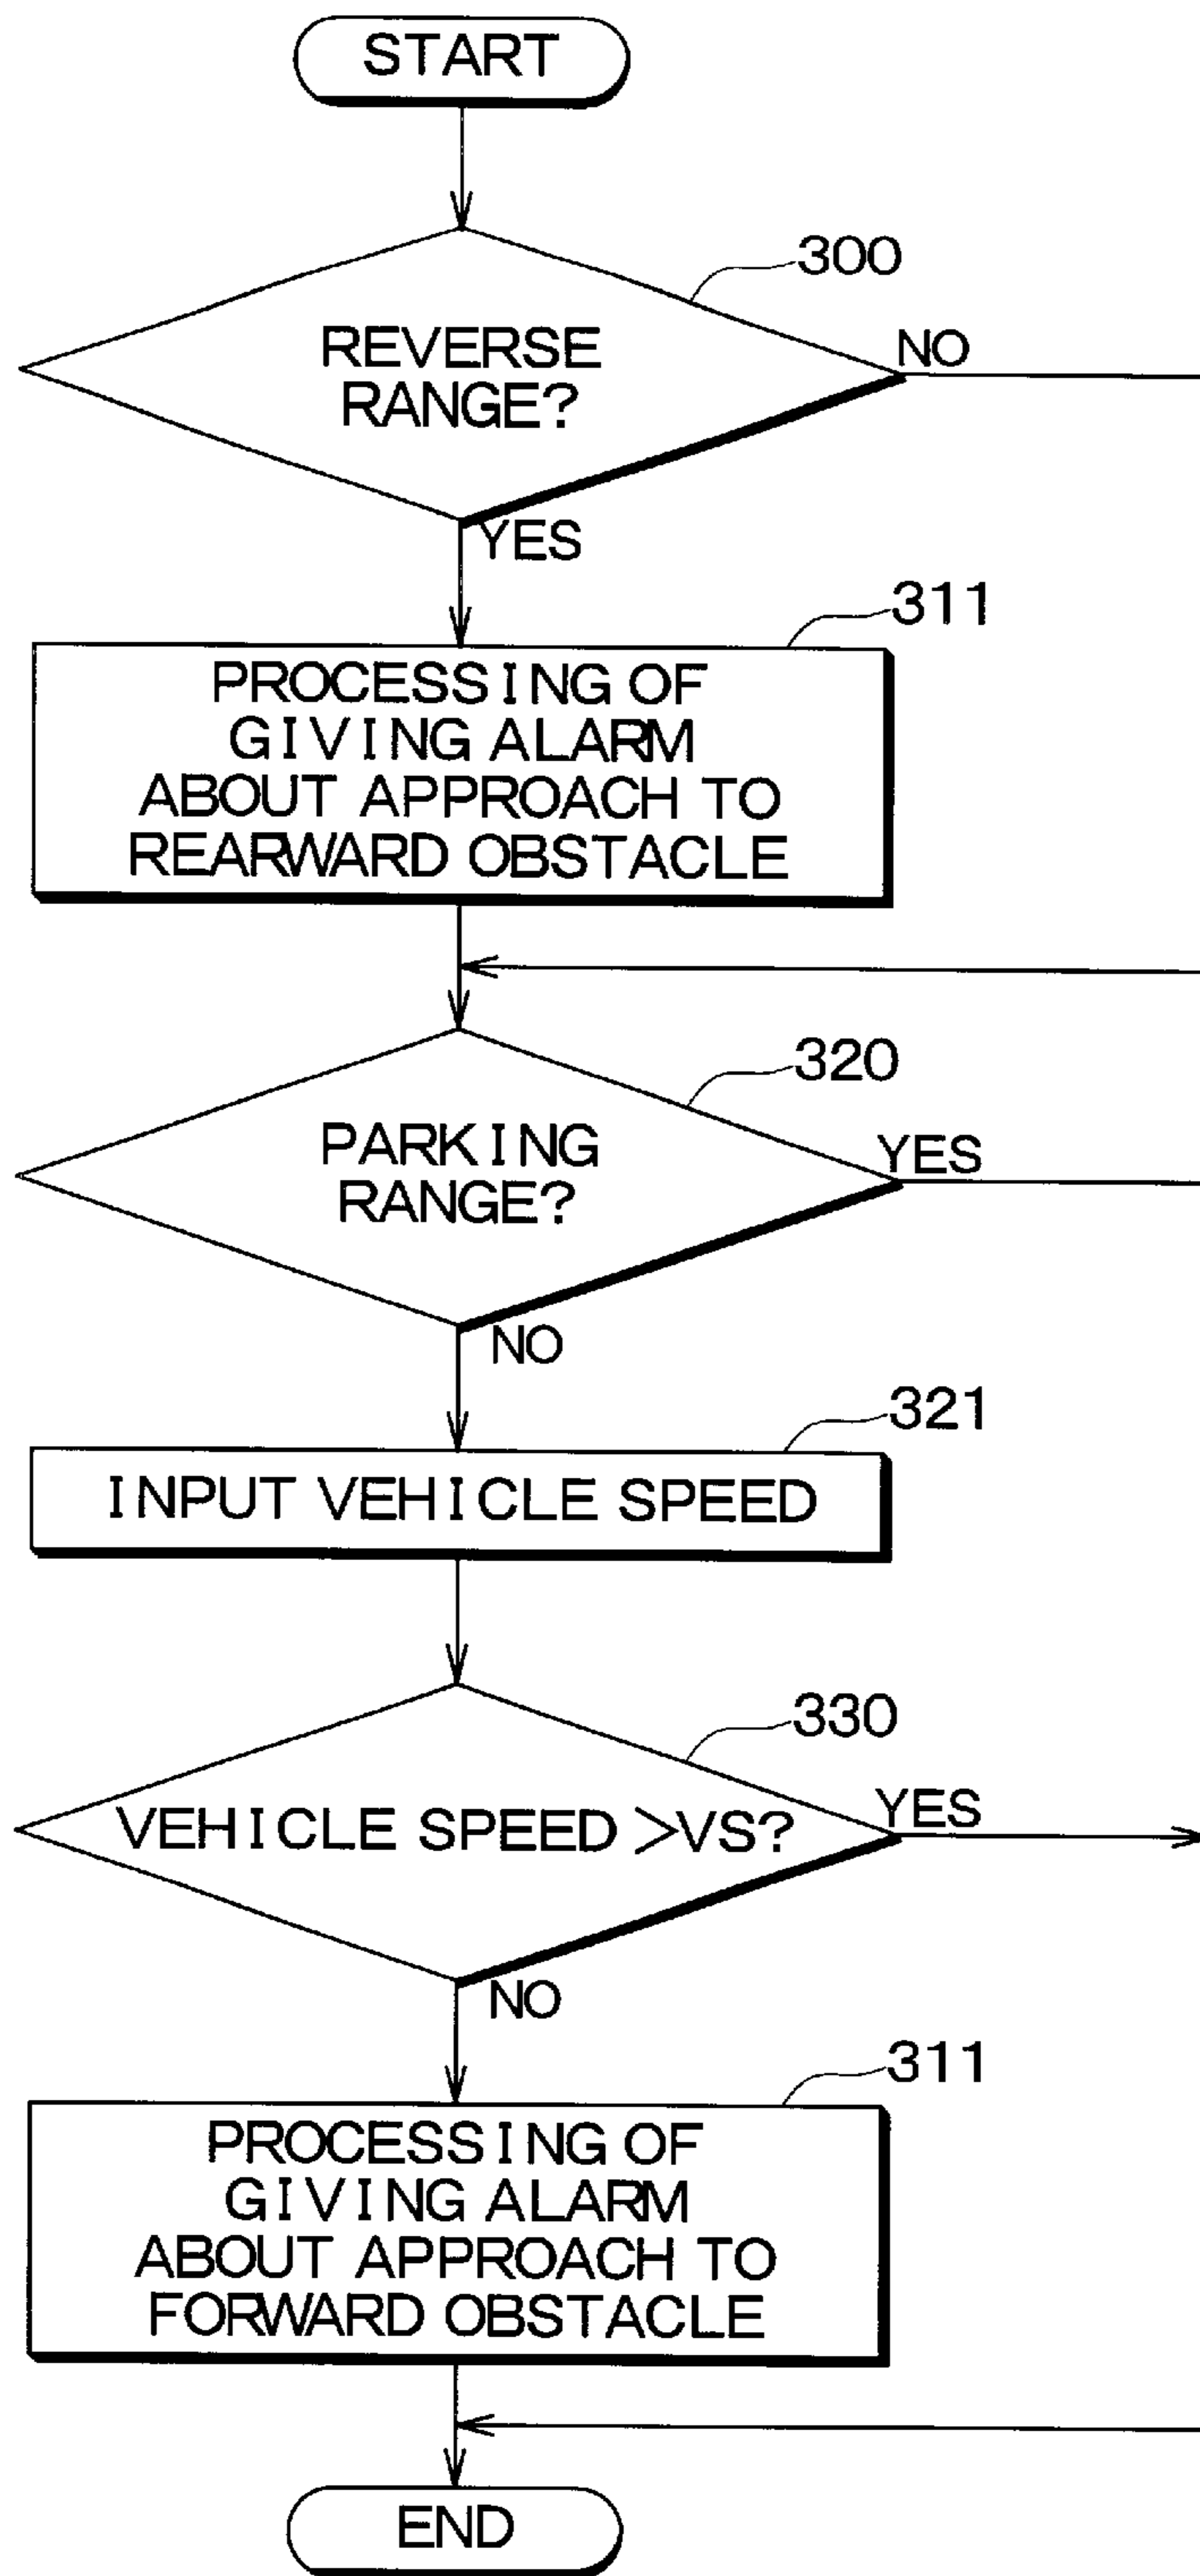 START
300
REVERSE
RANGE?
NO
YES
311
PROCESSING OF
GIVING ALARM
ABOUT APPROACH TO
REARWARD OBSTACLE
320
PARKING
RANGE?
YES
NO
321
INPUT VEHICLE SPEED
330
VEHICLE SPEED >VS?
YES
NO
311
PROCESSING OF
GIVING ALARM
ABOUT APPROACH TO
FORWARD OBSTACLE
END